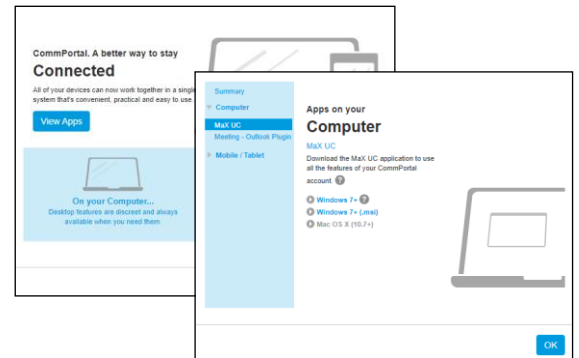 CommPortal. A better way to stay
Connected
All of your devices can now work together in a single
system that's convenient, practical and easy to use.
View Apps
On your Computer...
Desktop features are discreet and always
available when you need them
Summary
Computer
MaX UC
Meeting - Outlook Plugin
Mobile / Tablet
Apps on your
Computer
MaX UC
Download the MaX UC application to use
all the features of your CommPortal
account. ?
Windows 7+ ?
Windows 7+ (.msi)
Mac OS X (10.7+)
OK